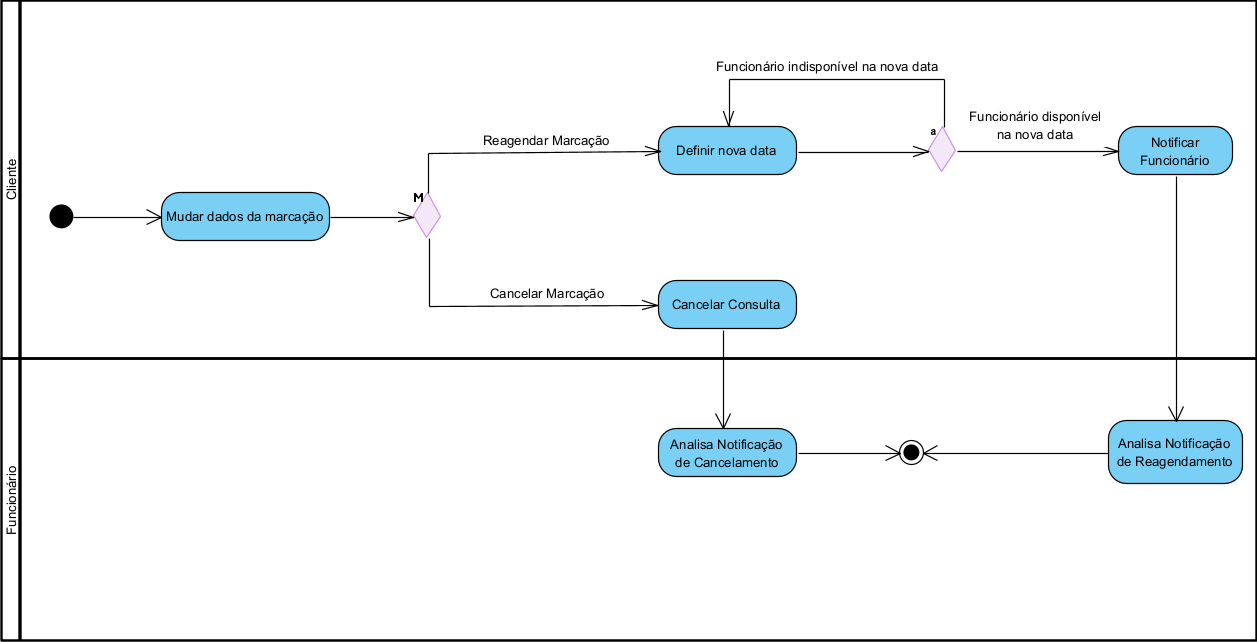 Cliente
Funcionário indisponível na nova data
Funcionário disponível
na nova data
a
Reagendar Marcação
Definir nova data
Notificar
Funcionário
M
Mudar dados da marcação
Cancelar Marcação
Cancelar Consulta
Funcionário
Analisa Notificação
de Cancelamento
Analisa Notificação
de Reagendamento